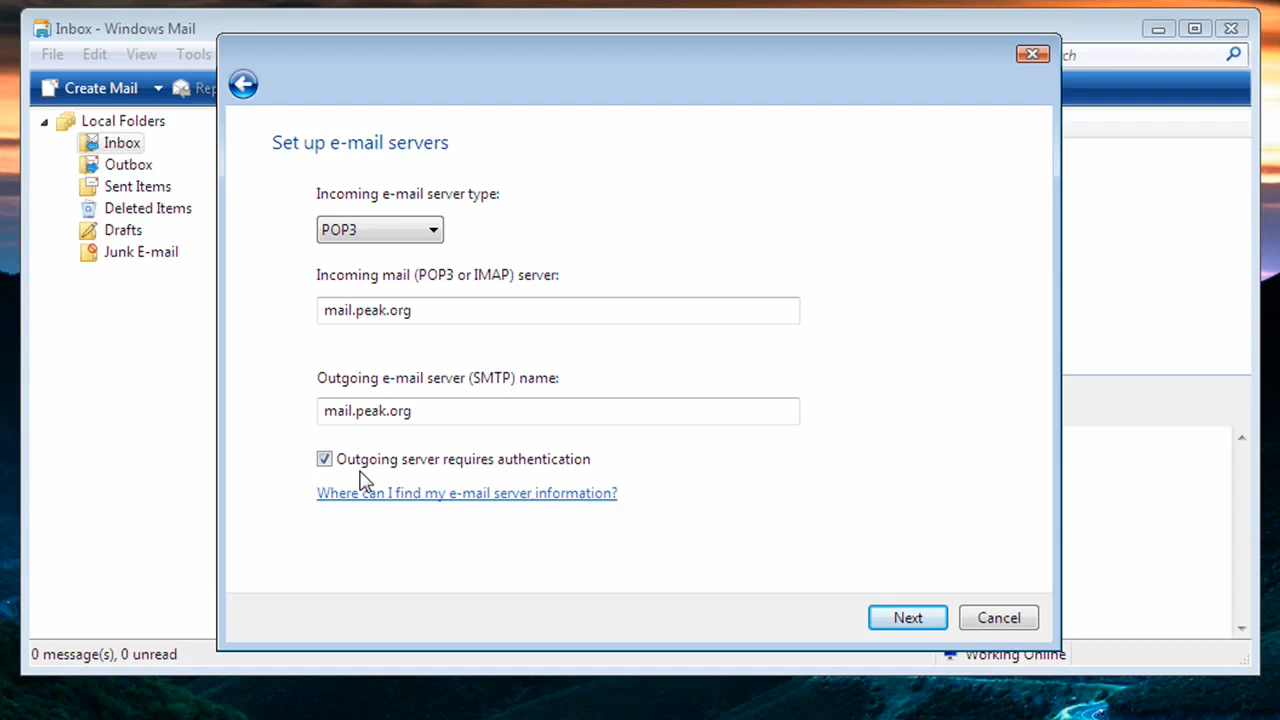 Inbox - Windows Mail
File Edit View Tools
Create Mail Rep
ch
Local Folders
Inbox
Outbox
Sent Items
Deleted Items
Drafts
Junk E-mail
Set up e-mail servers
Incoming e-mail server type:
POP3
Incoming mail (POP3 or IMAP) server:
mail.peak.org
Outgoing e-mail server (SMTP) name:
mail.peak.org
Outgoing server requires authentication
Where can I find my e-mail server information?
Next Cancel
0 message(s), 0 unread
Working Online